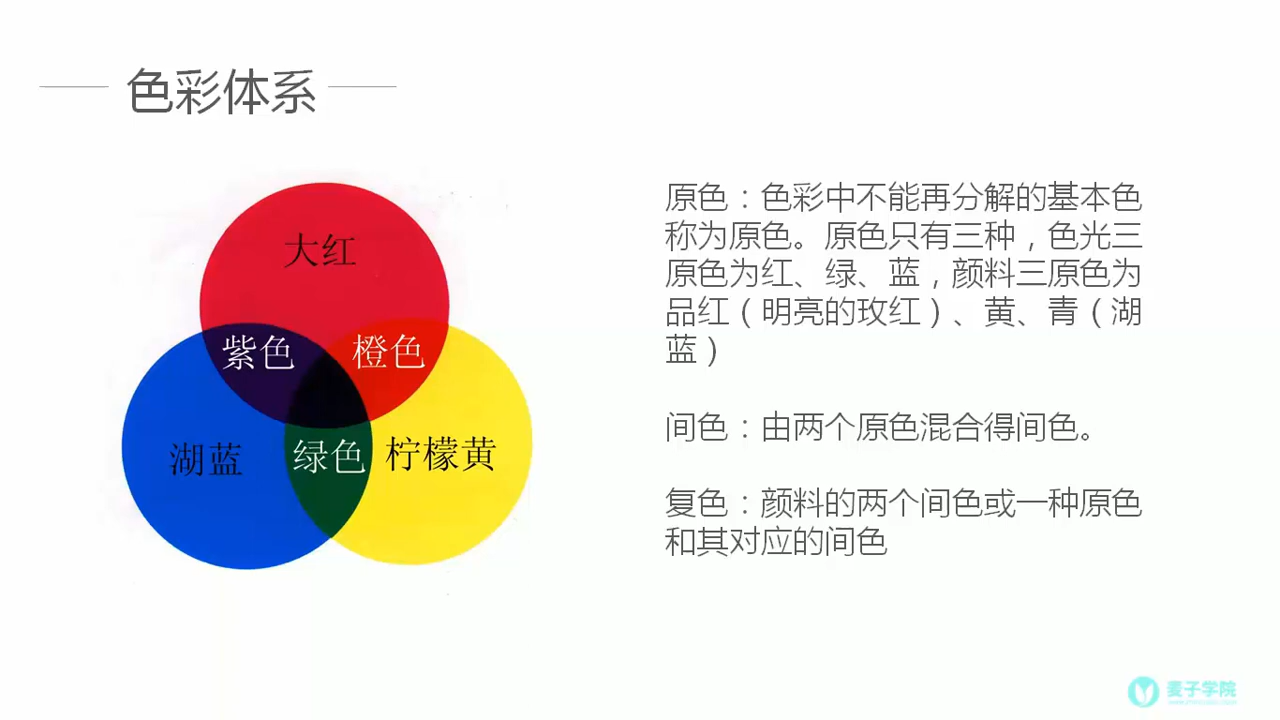 色彩体系
大红
紫色
橙色
湖蓝
绿色
柠檬黄
原色：色彩中不能再分解的基本色
称为原色。原色只有三种，色光三
原色为红、绿、蓝，颜料三原色为
品红（明亮的玫红）、黄、青（湖
蓝）
间色：由两个原色混合得间色。
复色：颜料的两个间色或一种原色
和其对应的间色
麦子学院